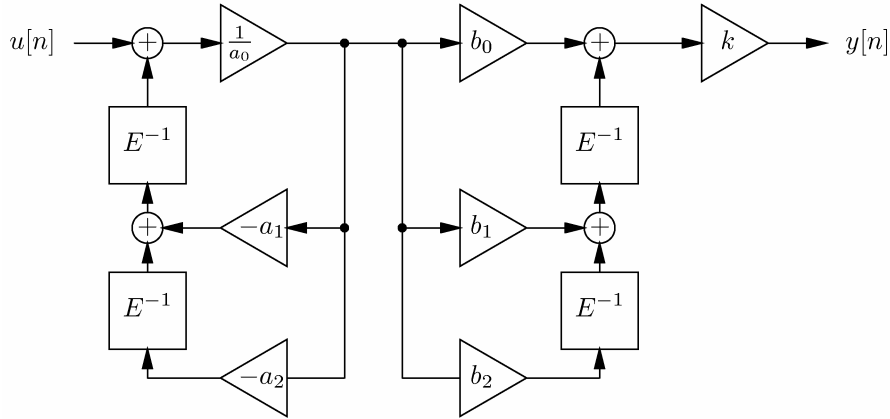 u[n] + 1/a₀ b₀ + k y[n]
E⁻¹ E⁻¹
+ −a₁ b₁ +
E⁻¹ E⁻¹
−a₂ b₂